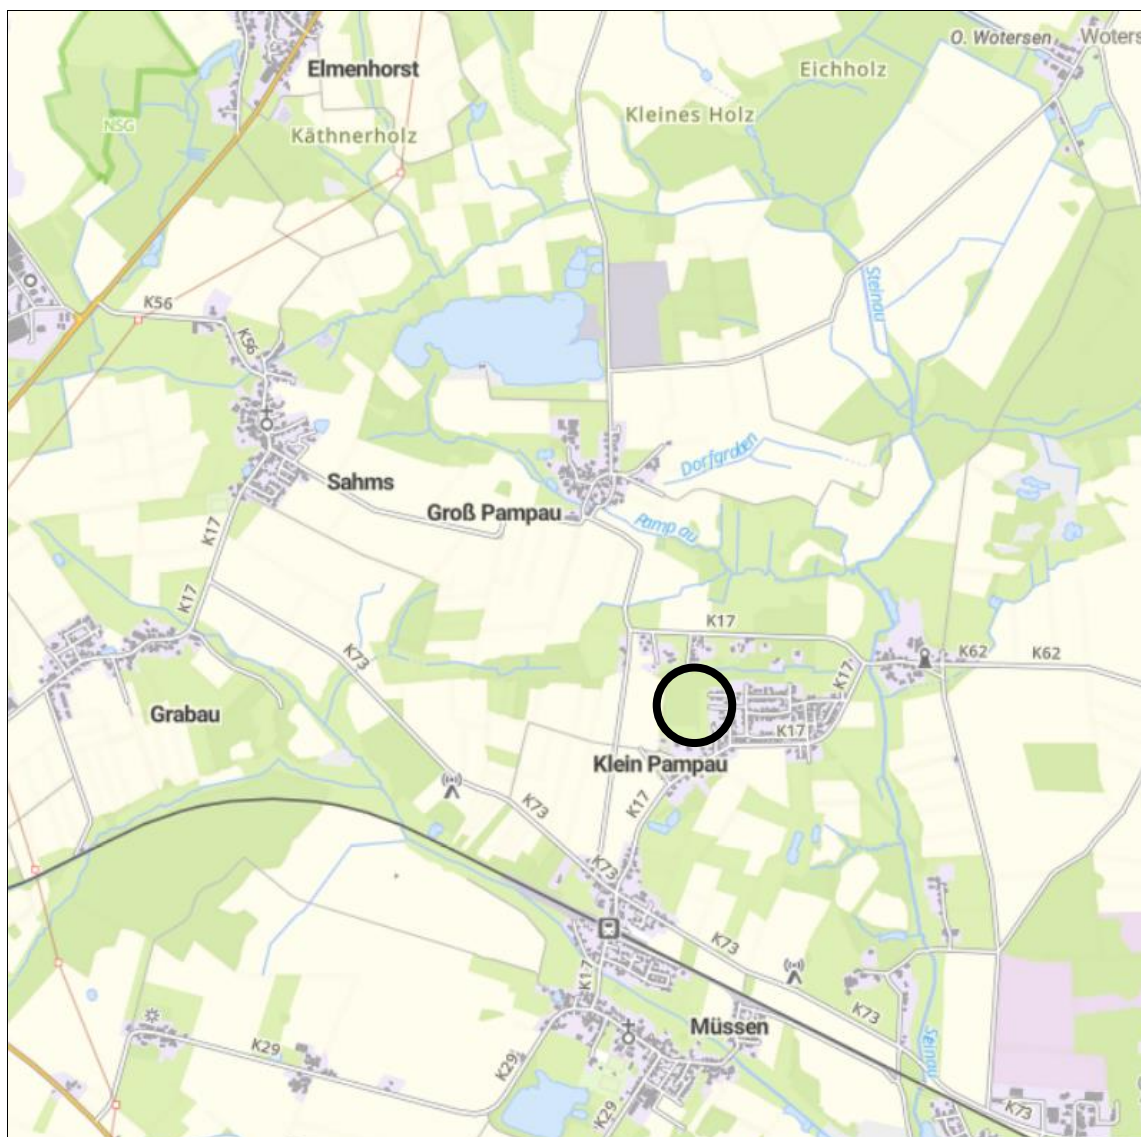 O. Wotersen
Woters
Elmenhorst
Eichholz
Kleines Holz
NSG
Käthnerholz
Steinau
K56
K56
Dorfgraben
Sahms
Groß Pampau
Pampau
K17
K17
K17
K73
K62
K62
K17
Grabau
K17
Klein Pampau
K17
K73
K73
K73
K17
K73
Müssen
Steinau
K29
K29
K29
K73